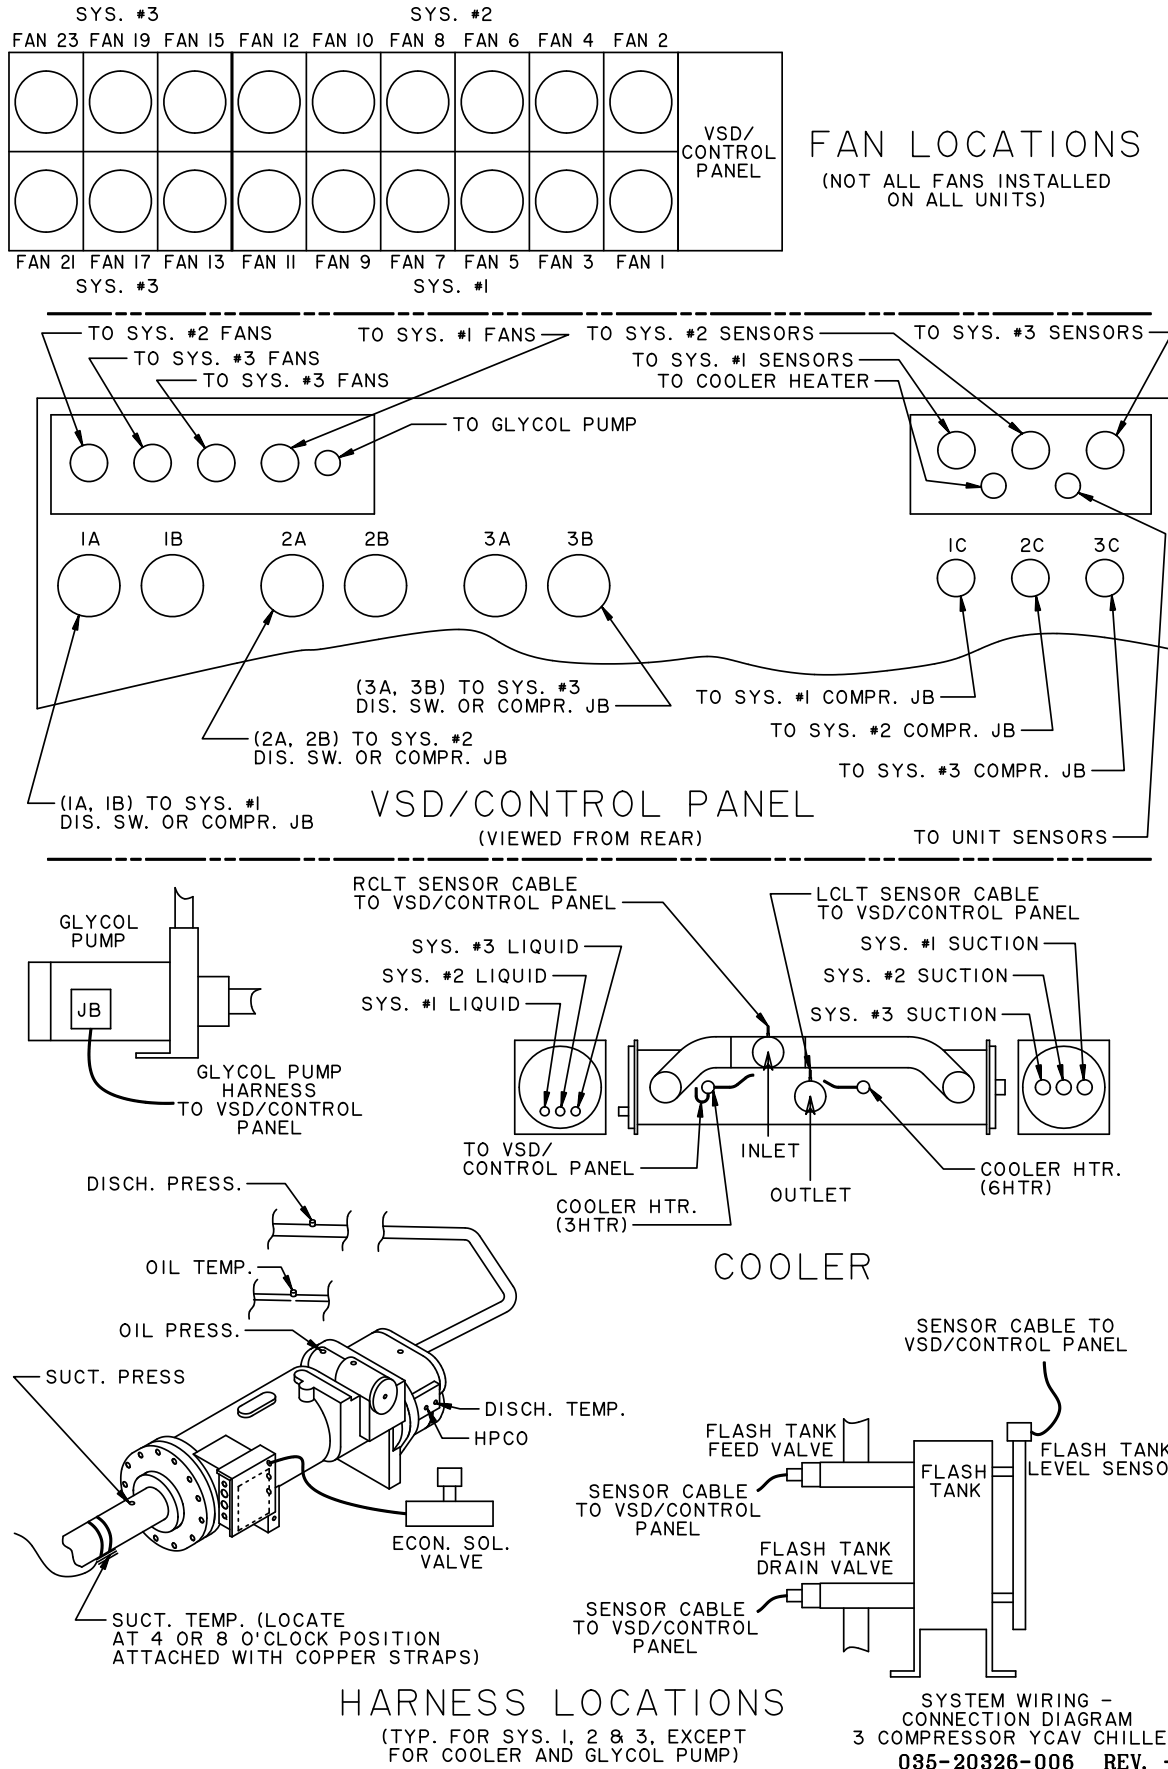 SYS. #3
SYS. #2
FAN 23 FAN 19 FAN 15 FAN 12 FAN 10 FAN 8 FAN 6 FAN 4 FAN 2
VSD/
CONTROL
PANEL
FAN LOCATIONS
(NOT ALL FANS INSTALLED
ON ALL UNITS)
FAN 21 FAN 17 FAN 13 FAN 11 FAN 9 FAN 7 FAN 5 FAN 3 FAN 1
SYS. #3
SYS. #1
TO SYS. #2 FANS
TO SYS. #1 FANS
TO SYS. #2 SENSORS
TO SYS. #3 SENSORS
TO SYS. #3 FANS
TO SYS. #1 SENSORS
TO SYS. #3 FANS
TO COOLER HEATER
TO GLYCOL PUMP
1A 1B 2A 2B 3A 3B
1C 2C 3C
(3A, 3B) TO SYS. #3
DIS. SW. OR COMPR. JB
TO SYS. #1 COMPR. JB
(2A, 2B) TO SYS. #2
DIS. SW. OR COMPR. JB
TO SYS. #2 COMPR. JB
TO SYS. #3 COMPR. JB
(1A, 1B) TO SYS. #1
DIS. SW. OR COMPR. JB
VSD/CONTROL PANEL
(VIEWED FROM REAR)
TO UNIT SENSORS
GLYCOL
PUMP
JB
GLYCOL PUMP
HARNESS
TO VSD/CONTROL
PANEL
RCLT SENSOR CABLE
TO VSD/CONTROL PANEL
LCLT SENSOR CABLE
TO VSD/CONTROL PANEL
SYS. #3 LIQUID
SYS. #2 LIQUID
SYS. #1 LIQUID
SYS. #1 SUCTION
SYS. #2 SUCTION
SYS. #3 SUCTION
TO VSD/
CONTROL PANEL
INLET
OUTLET
COOLER HTR.
(3HTR)
COOLER HTR.
(6HTR)
COOLER
DISCH. PRESS.
OIL TEMP.
OIL PRESS.
SUCT. PRESS
DISCH. TEMP.
HPCO
ECON. SOL.
VALVE
SUCT. TEMP. (LOCATE
AT 4 OR 8 O'CLOCK POSITION
ATTACHED WITH COPPER STRAPS)
SENSOR CABLE TO
VSD/CONTROL PANEL
FLASH TANK
FEED VALVE
FLASH
TANK
FLASH TANK
LEVEL SENSO
SENSOR CABLE
TO VSD/CONTROL
PANEL
FLASH TANK
DRAIN VALVE
SENSOR CABLE
TO VSD/CONTROL
PANEL
HARNESS LOCATIONS
(TYP. FOR SYS. 1, 2 & 3, EXCEPT
FOR COOLER AND GLYCOL PUMP)
SYSTEM WIRING -
CONNECTION DIAGRAM
3 COMPRESSOR YCAV CHILLE
035-20326-006 REV. -